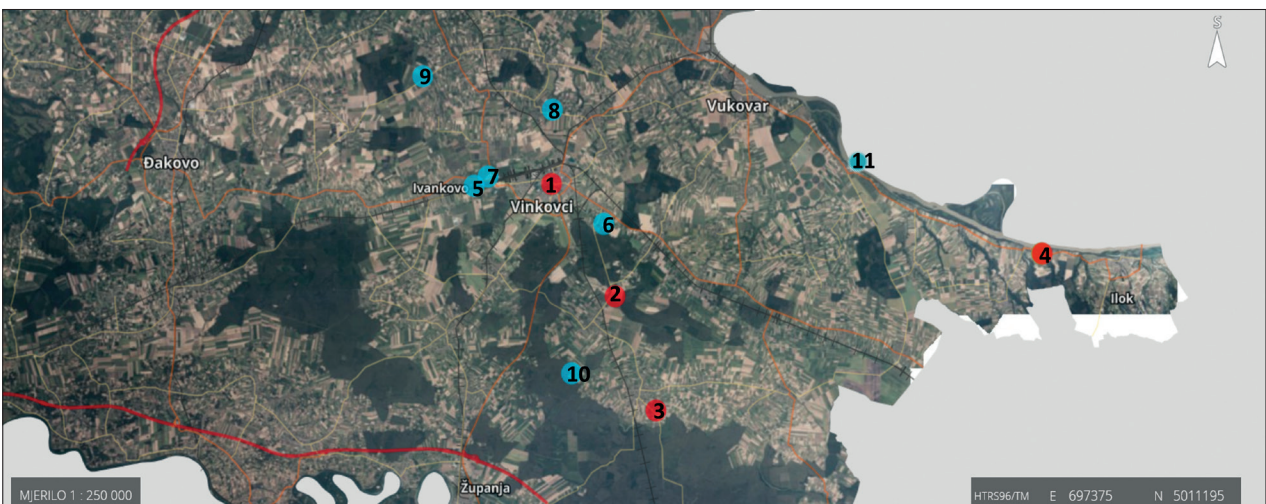 S
9
8
Vukovar
Đakovo
11
7
Ivankovo 5
1
Vinkovci
6
4
2
Ilok
10
3
Županja
MJERILO 1 : 250 000
HTRS96/TM E 697375 N 5011195